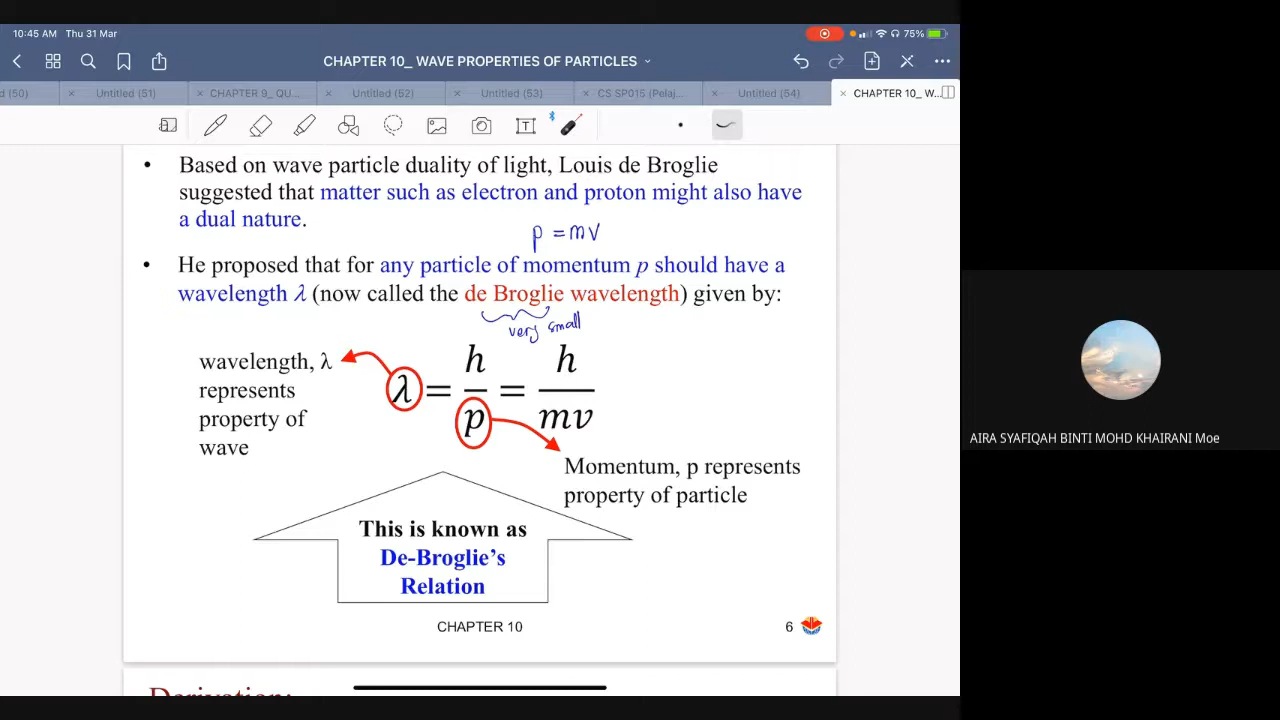 10:45 AM Thu 31 Mar
75%
CHAPTER 10_ WAVE PROPERTIES OF PARTICLES
d (50)
Untitled (51)
CHAPTER 9_ QU...
Untitled (52)
Untitled (53)
CS SP015 (Pelaj...
Untitled (54)
CHAPTER 10_ W...
• Based on wave particle duality of light, Louis de Broglie
suggested that matter such as electron and proton might also have
a dual nature.
p = mv
• He proposed that for any particle of momentum p should have a
wavelength λ (now called the de Broglie wavelength) given by:
very small
wavelength, λ
represents
property of
wave
λ = h/p = h/mv
Momentum, p represents
property of particle
This is known as
De-Broglie's
Relation
CHAPTER 10
6
Derivation:
AIRA SYAFIQAH BINTI MOHD KHAIRANI Moe